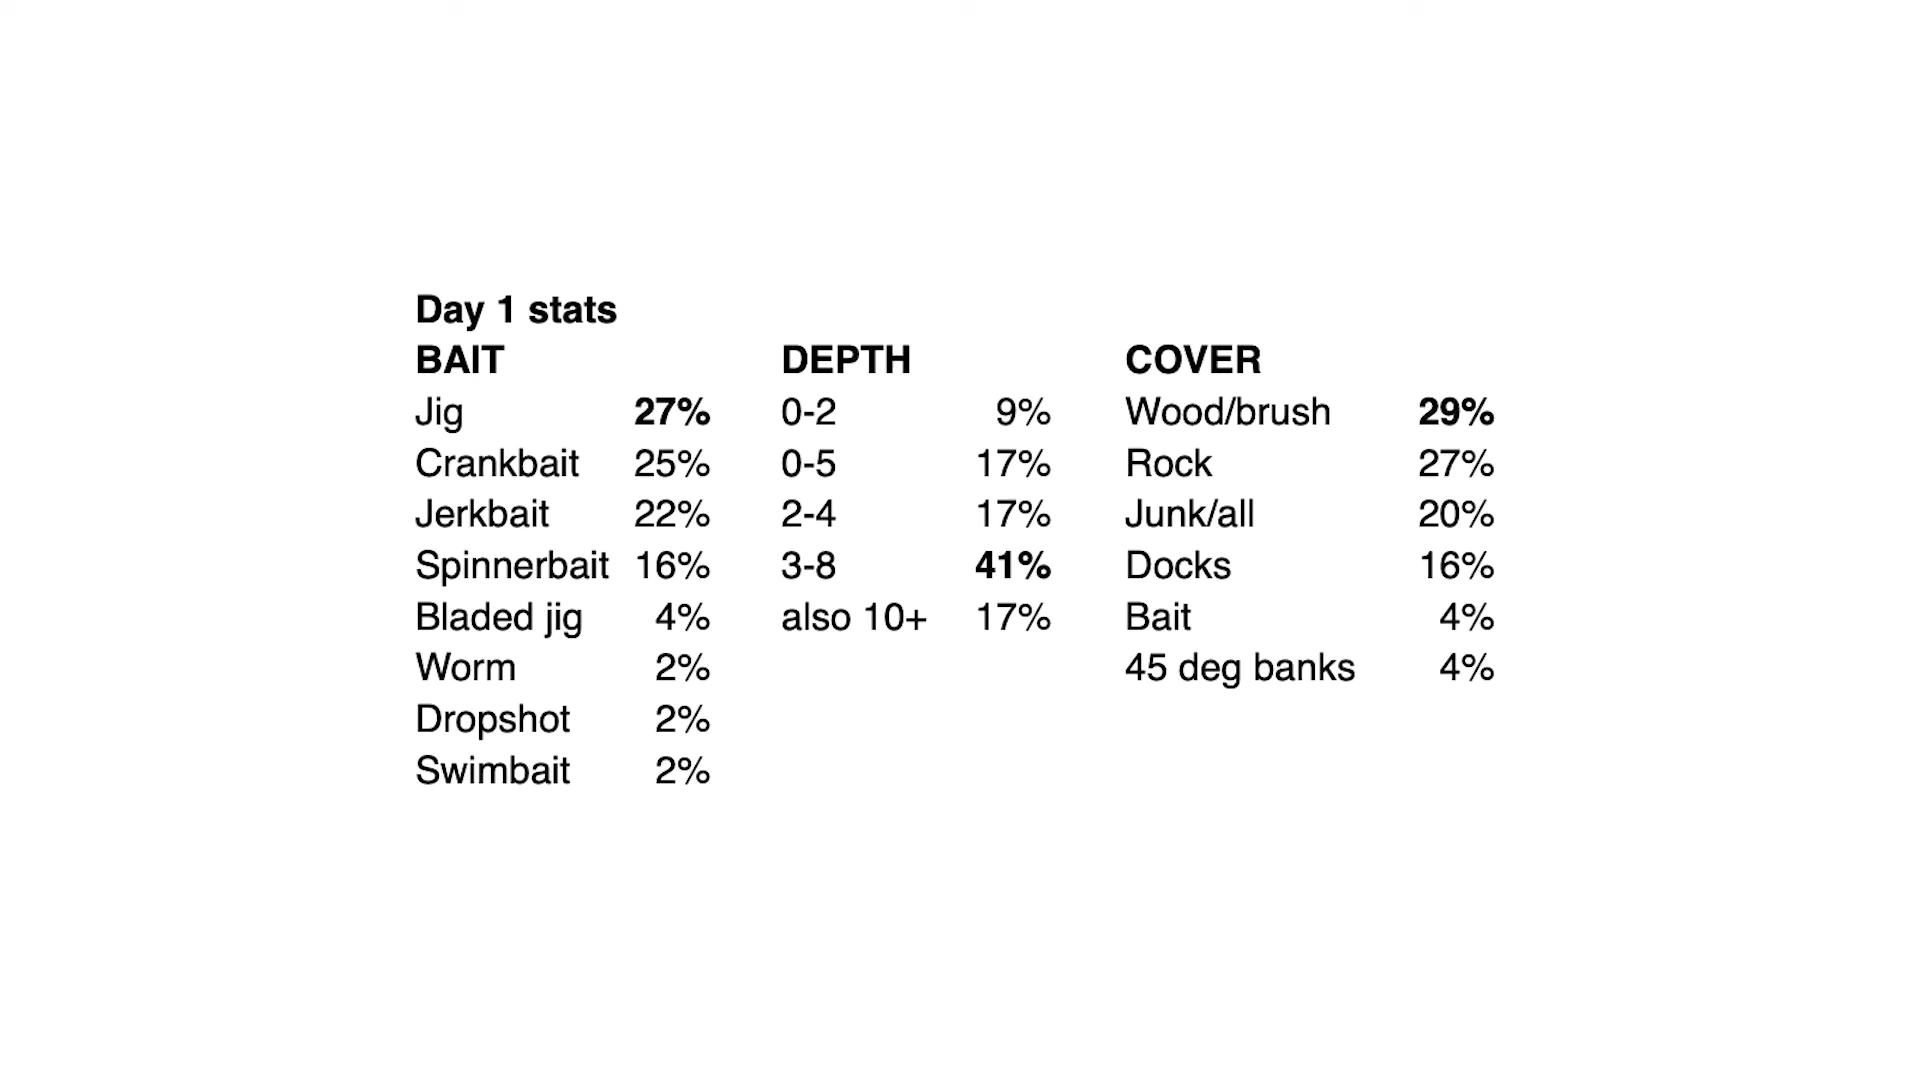 Day 1 stats
BAIT DEPTH COVER
Jig 27% 0-2 9% Wood/brush 29%
Crankbait 25% 0-5 17% Rock 27%
Jerkbait 22% 2-4 17% Junk/all 20%
Spinnerbait 16% 3-8 41% Docks 16%
Bladed jig 4% also 10+ 17% Bait 4%
Worm 2% 45 deg banks 4%
Dropshot 2%
Swimbait 2%